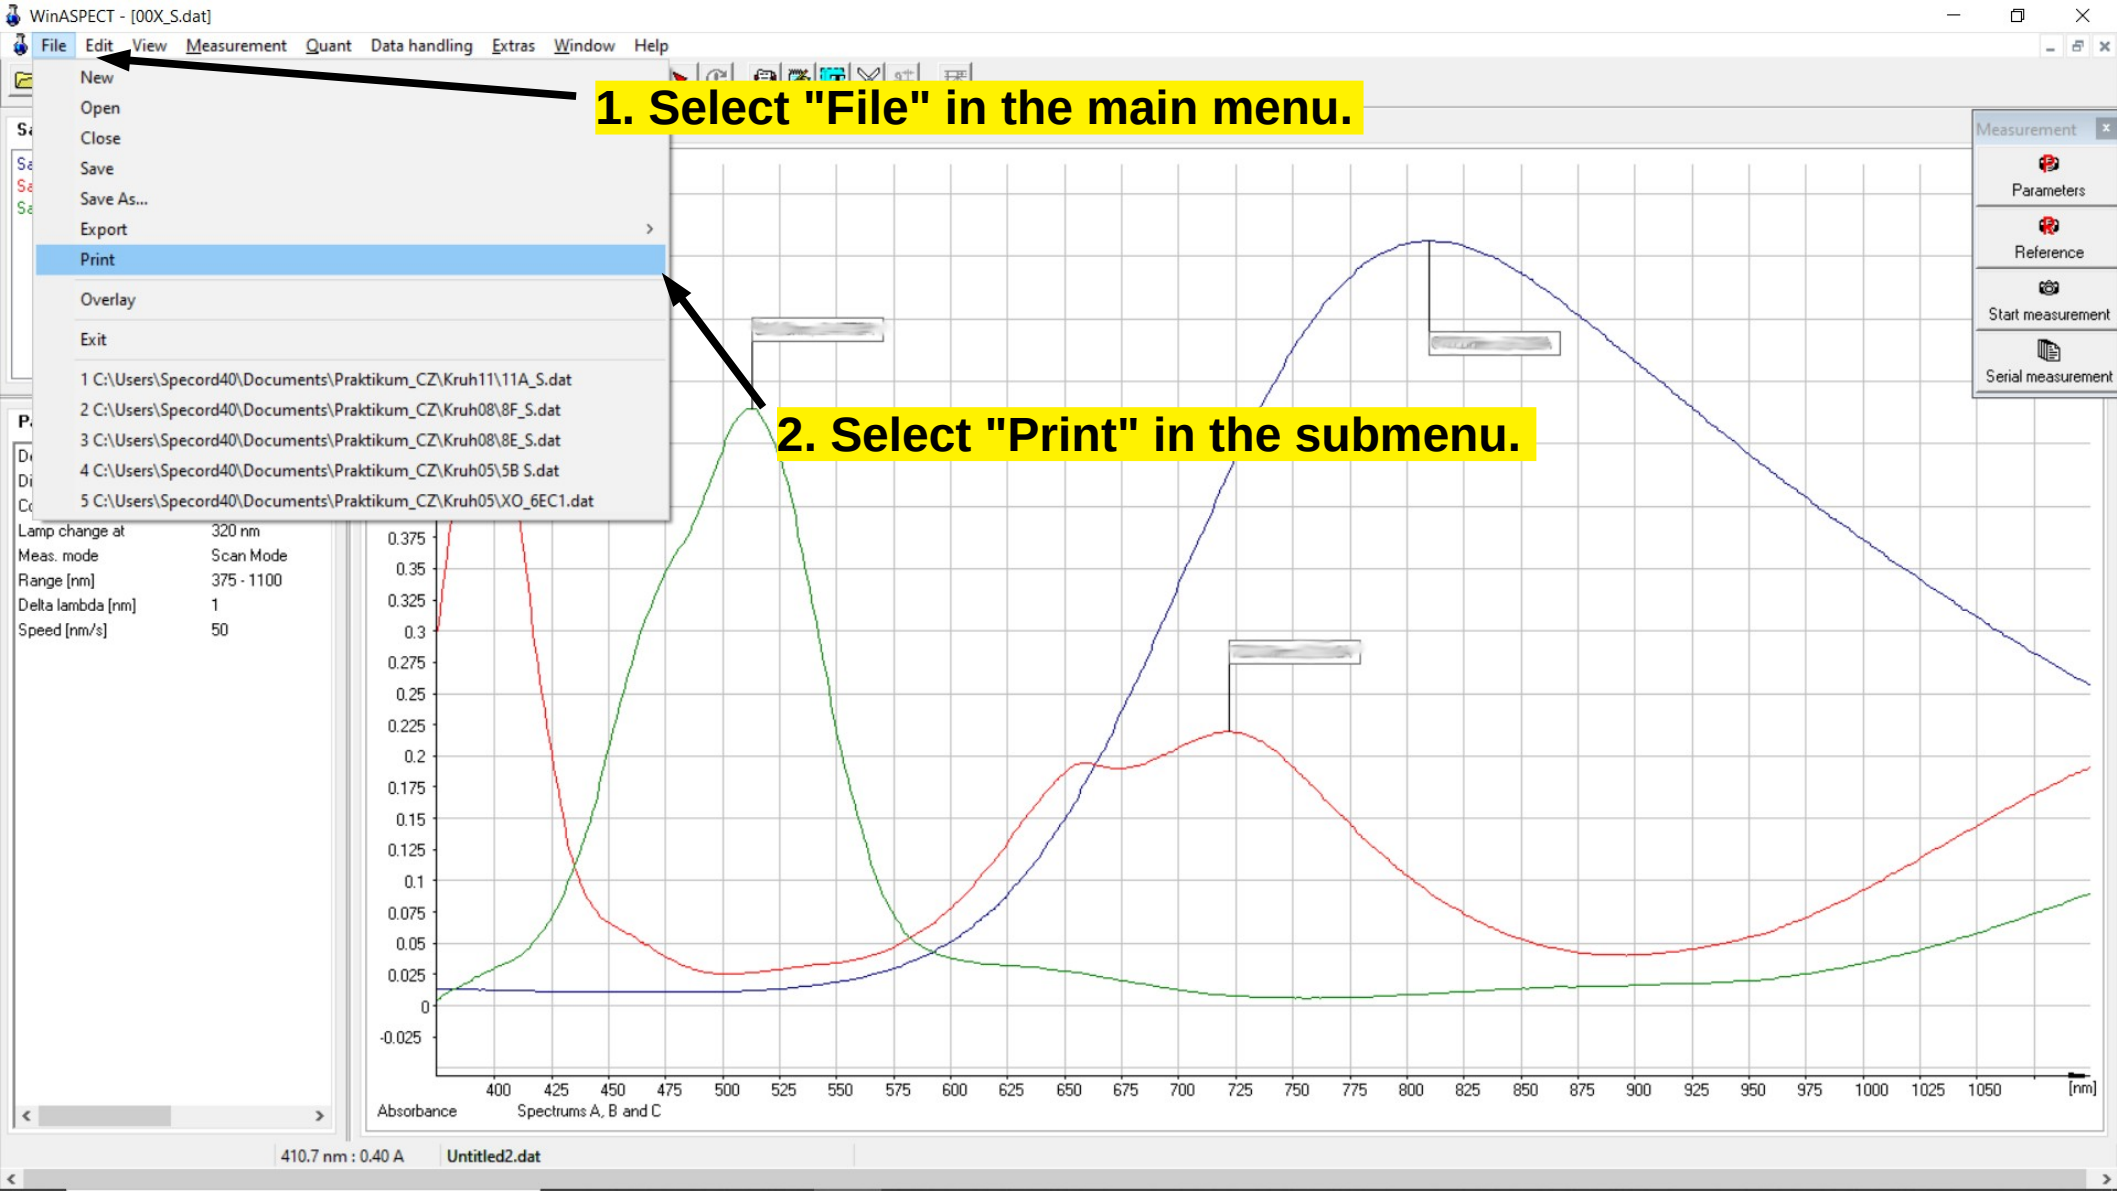 WinASPECT - [00X_S.dat]
File Edit View Measurement Quant Data handling Extras Window Help
New
Open
Close
Save
Save As...
Export
Print
Overlay
Exit
1 C:\Users\Specord40\Documents\Praktikum_CZ\Kruh11\11A_S.dat
2 C:\Users\Specord40\Documents\Praktikum_CZ\Kruh08\8F_S.dat
3 C:\Users\Specord40\Documents\Praktikum_CZ\Kruh08\8E_S.dat
4 C:\Users\Specord40\Documents\Praktikum_CZ\Kruh05\5B S.dat
5 C:\Users\Specord40\Documents\Praktikum_CZ\Kruh05\XO_6EC1.dat
1. Select "File" in the main menu.
2. Select "Print" in the submenu.
Measurement
Parameters
Reference
Start measurement
Serial measurement
Lamp change at 320 nm
Meas. mode Scan Mode
Range [nm] 375 - 1100
Delta lambda [nm] 1
Speed [nm/s] 50
0.375
0.35
0.325
0.3
0.275
0.25
0.225
0.2
0.175
0.15
0.125
0.1
0.075
0.05
0.025
0
-0.025
400 425 450 475 500 525 550 575 600 625 650 675 700 725 750 775 800 825 850 875 900 925 950 975 1000 1025 1050 [nm]
Absorbance Spectrums A, B and C
410.7 nm : 0.40 A Untitled2.dat